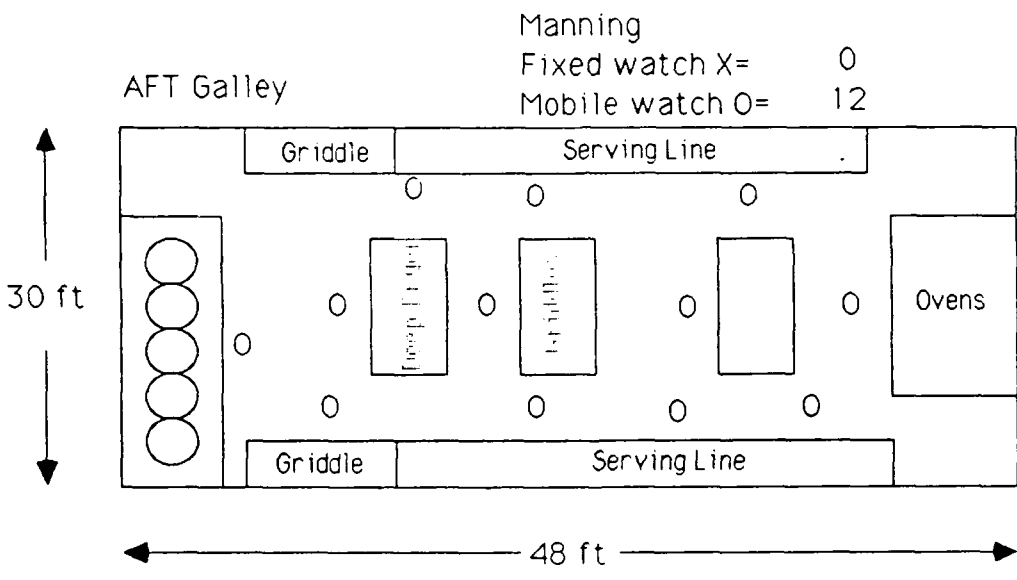 Manning
Fixed watch X= 0
AFT Galley
Mobile watch O= 12
Griddle
Serving Line
O O O
30 ft
O O O O
Ovens
O
O O O O
Griddle
Serving Line
48 ft